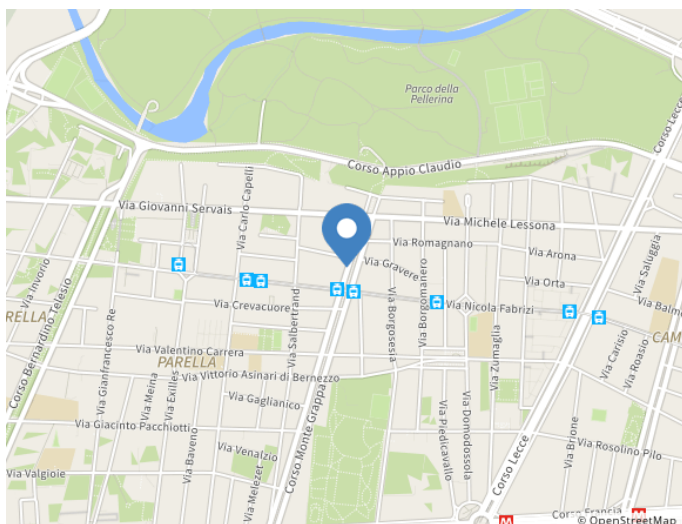 Parco della
Pellerina
Corso Lecce
Corso Appio Claudio
Via Carlo Capelli
Via Giovanni Servais
Via Michele Lessona
Via Romagnano
Via Arona
Via Saluggia
Via Gravere
Via Borgomanero
Via Orta
Via Invorio
Via Salbertrand
Via Borgosesia
Via Crevacuore
Via Nicola Fabrizi
Via Balm
RELLA
Corso Bernardino Telesio
Via Gianfrancesco Re
Via Carisio
Via Roasio
CAM
Via Valentino Carrera
PARELLA
Via Zumaglia
Via Vittorio Asinari di Bernezzo
Via Meina
Via Exilles
Via Gaglianico
Corso Monte Grappa
Via Piedicavallo
Via Domodossola
Via Giacinto Pacchiotti
Via Baveno
Via Brione
Via Rosolino Pilo
Via Venalzio
Corso Lecce
Via Valgioie
Via Melezet
M
Corso Francia
M
© OpenStreetMap